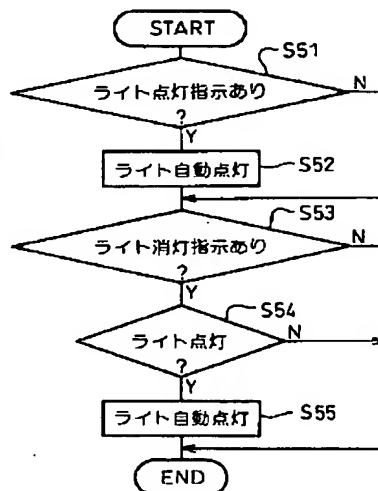 START
S51
ライト点灯指示あり
N
?
Y
ライト自動点灯
S52
S53
ライト消灯指示あり
N
?
Y
S54
ライト点灯
N
?
Y
ライト自動点灯
S55
END